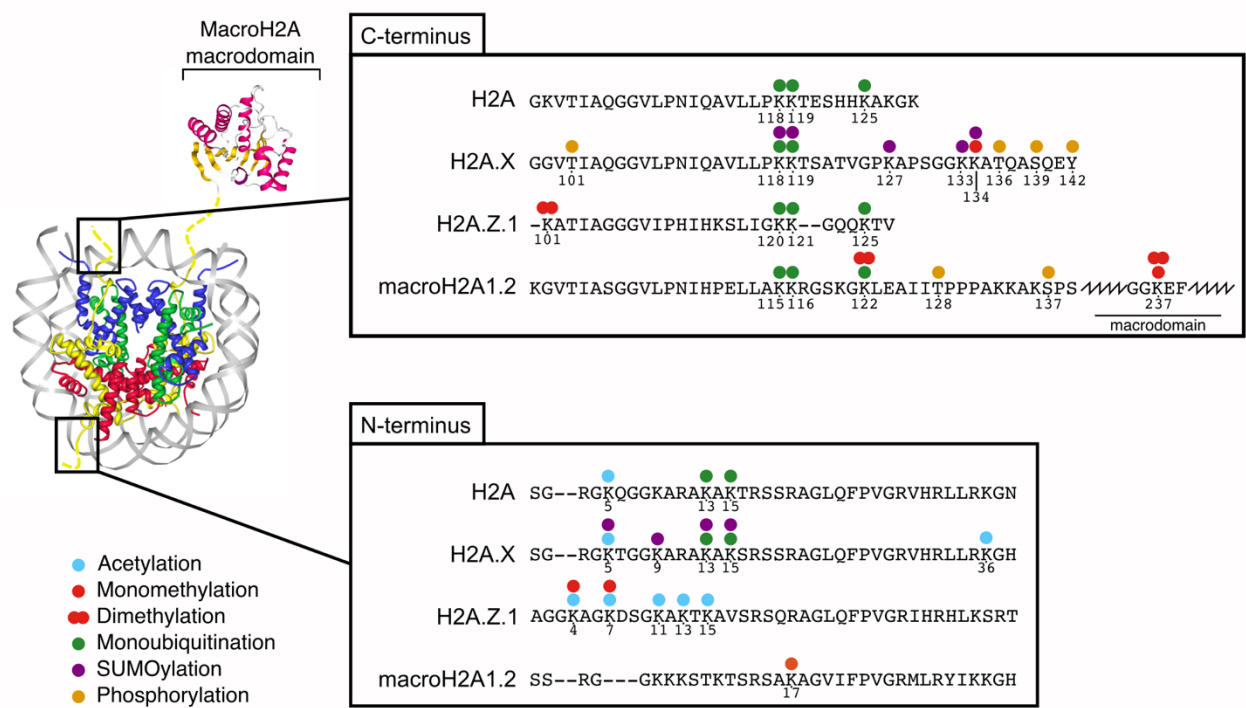 MacroH2A
macrodomain
C-terminus
H2A GKVTIAQGGVLPNIQAVLLPKKTESHHKAKGK
118 119 125
H2A.X GGVTIAQGGVLPNIQAVLLPKKTSATVGPKAPSGGKKATQASQEY
101 118 119 127 133 136 139 142
134
H2A.Z.1 -KATIAGGGVIPHIHKSLIGKK--GQQKTV
101 120 121 125
macroH2A1.2 KGVTIASGGVLPNIHPELLAKKRGSKGKLEAIITPPPAKKAKSPS GGKEF
115 116 122 128 137 237
macrodomain
N-terminus
H2A SG--RGKQGGKARAKAKTRSSRAGLQFPVGRVHRLLRKGN
5 13 15
H2A.X SG--RGKTGGKARAKAKSRSSRAGLQFPVGRVHRLLRKGH
5 9 13 15 36
H2A.Z.1 AGGKAGKDSGKAKTKAVSRSQRAGLQFPVGRIHRHLKSRT
4 7 11 13 15
macroH2A1.2 SS--RG---GKKKSTKTSRSAKAGVIFPVGRMLRYIKKGH
17
Acetylation
Monomethylation
Dimethylation
Monoubiquitination
SUMOylation
Phosphorylation